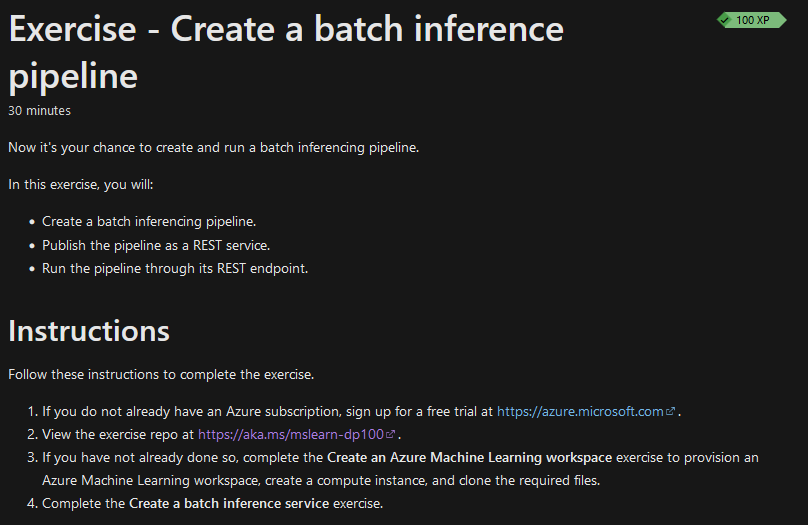 Exercise - Create a batch inference
pipeline
100 XP
30 minutes
Now it's your chance to create and run a batch inferencing pipeline.
In this exercise, you will:
• Create a batch inferencing pipeline.
• Publish the pipeline as a REST service.
• Run the pipeline through its REST endpoint.
Instructions
Follow these instructions to complete the exercise.
1. If you do not already have an Azure subscription, sign up for a free trial at https://azure.microsoft.com .
2. View the exercise repo at https://aka.ms/mslearn-dp100 .
3. If you have not already done so, complete the Create an Azure Machine Learning workspace exercise to provision an
Azure Machine Learning workspace, create a compute instance, and clone the required files.
4. Complete the Create a batch inference service exercise.